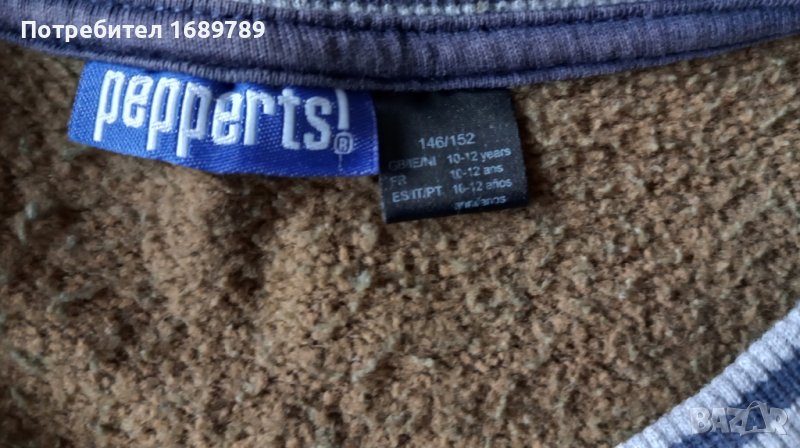 Потребител 1689789
pepperts!
®
146/152
GB/IE/NI 10-12 years
FR 10-12 ans
ES/IT/PT 10-12 años
BAZAR